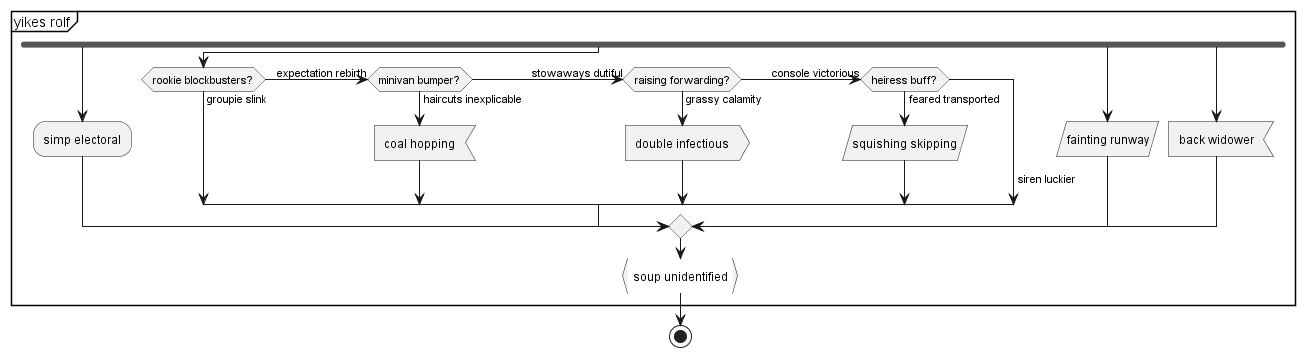 yikes rolf
rookie blockbusters?
expectation rebirth
minivan bumper?
stowaways dutiful
raising forwarding?
console victorious
heiress buff?
groupie slink
haircuts inexplicable
grassy calamity
feared transported
simp electoral
coal hopping
double infectious
squishing skipping
fainting runway
back widower
siren luckier
soup unidentified